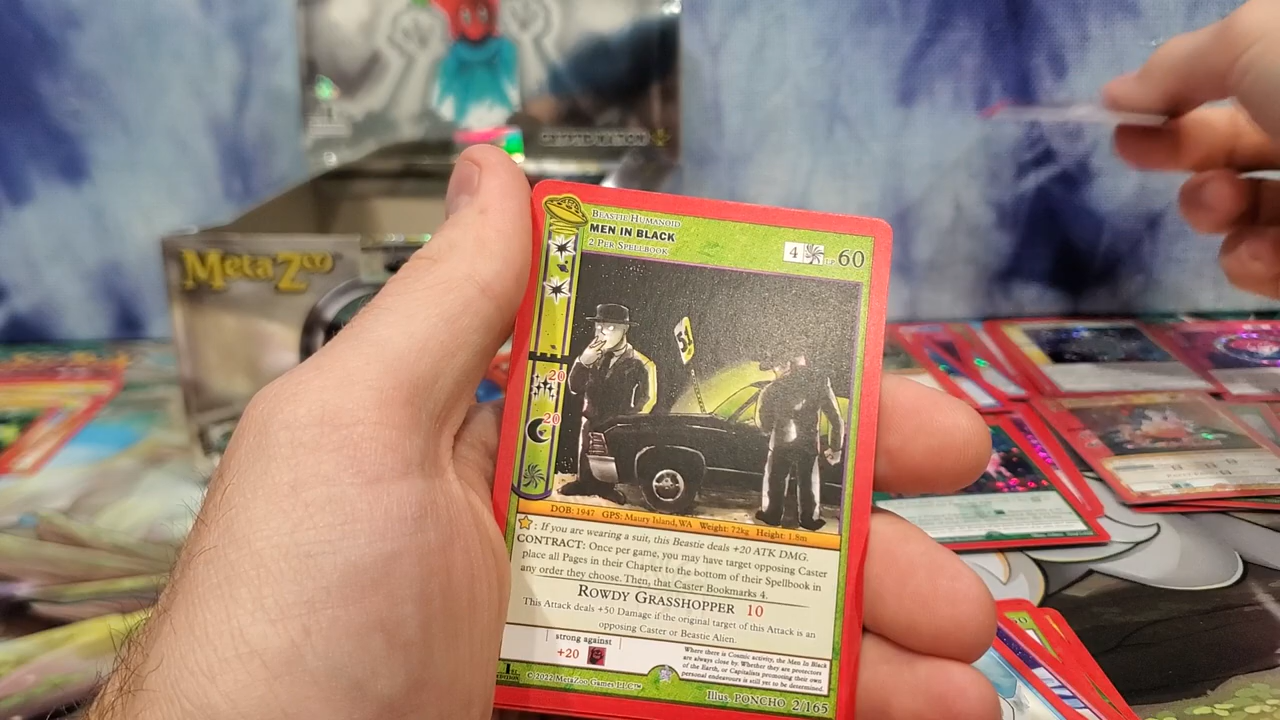 MetaZoo
BEASTIE HUMANOID
MEN IN BLACK
2 PER SPELLBOOK
4 LP 60
51
20
20
DOB: 1947 GPS: Maury Island, WA Weight: 72kg Height: 1.8m
: If you are wearing a suit, this Beastie deals +20 ATK DMG.
CONTRACT: Once per game, you may have target opposing Caster
place all Pages in their Chapter to the bottom of their Spellbook in
any order they choose. Then, that Caster Bookmarks 4.
ROWDY GRASSHOPPER 10
This Attack deals +50 Damage if the original target of this Attack is an
opposing Caster or Beastie Alien.
strong against
+20
Where there is Cosmic activity, the Men In Black
are always close by. Whether they are protectors
of the Earth, or Capitalists promoting their own
personal endeavours is still yet to be determined.
1st
EDITION
© 2022 MetaZoo Games LLC™
Illus. PONCHO 2/165